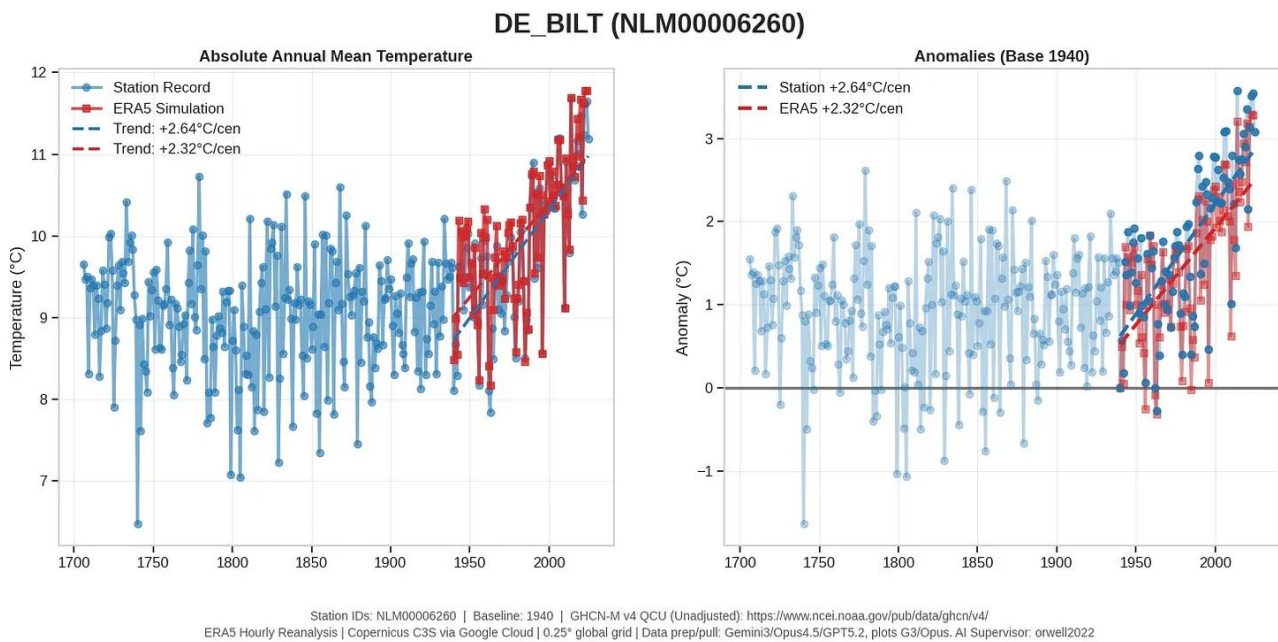 DE_BILT (NLM00006260)
Absolute Annual Mean Temperature
Anomalies (Base 1940)
Station Record
ERA5 Simulation
Trend: +2.64°C/cen
Trend: +2.32°C/cen
Station +2.64°C/cen
ERA5 +2.32°C/cen
Temperature (°C)
12
11
10
9
8
7
1700
1750
1800
1850
1900
1950
2000
Anomaly (°C)
3
2
1
0
−1
1700
1750
1800
1850
1900
1950
2000
Station IDs: NLM00006260 | Baseline: 1940 | GHCN-M v4 QCU (Unadjusted): https://www.ncei.noaa.gov/pub/data/ghcn/v4/
ERA5 Hourly Reanalysis | Copernicus C3S via Google Cloud | 0.25° global grid | Data prep/pull: Gemini3/Opus4.5/GPT5.2, plots G3/Opus. AI Supervisor: orwell2022